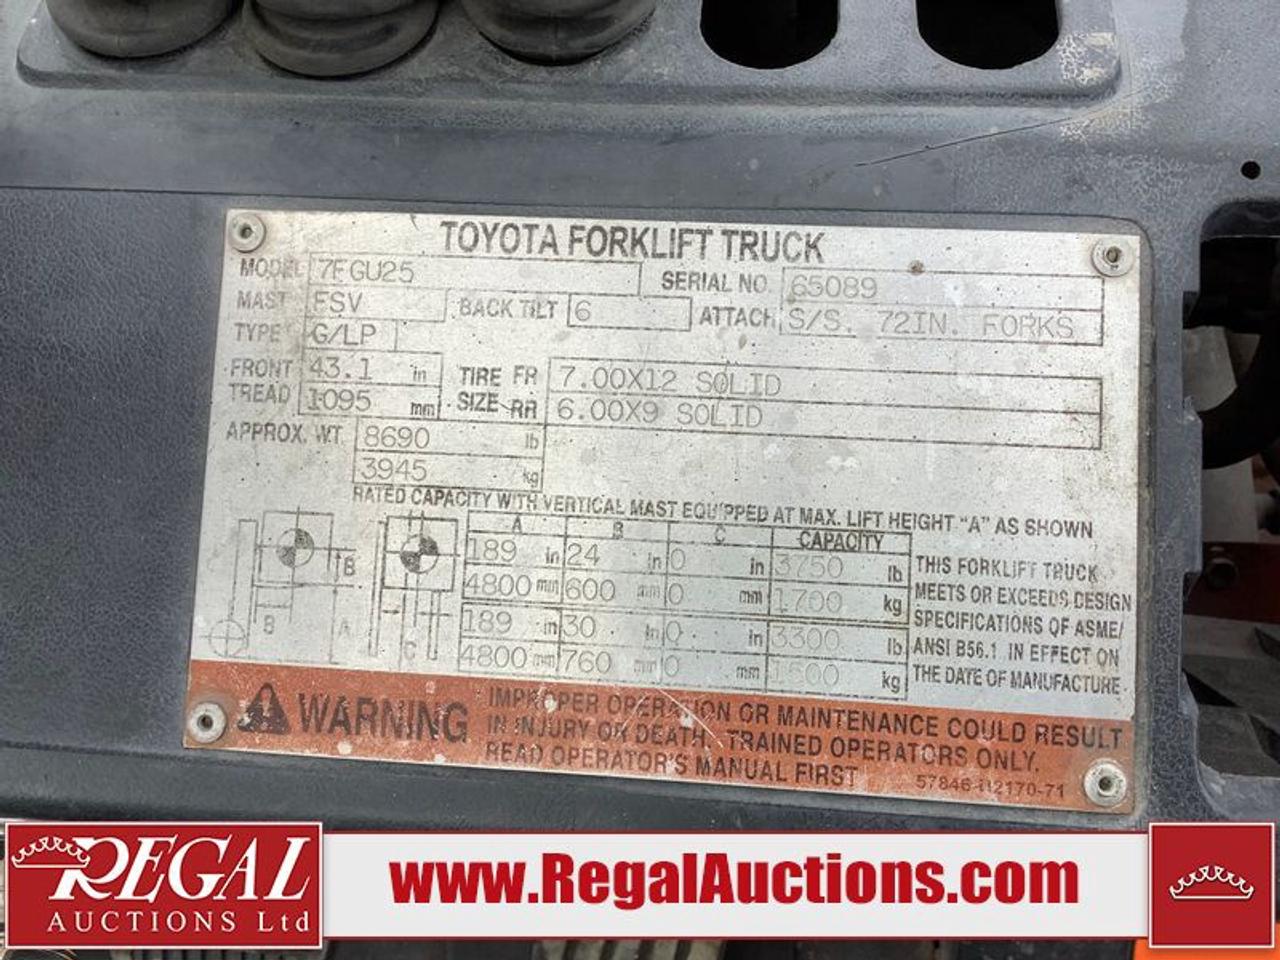 TOYOTA FORKLIFT TRUCK
MODEL 7FGU25 SERIAL NO. 65089
MAST FSV BACK TILT 6 ATTACH. S/S. 72IN. FORKS
TYPE G/LP
FRONT TREAD 43.1 in TIRE SIZE FR 7.00X12 SOLID
1095 mm RR 6.00X9 SOLID
APPROX. WT. 8690 lb
3945 kg
RATED CAPACITY WITH VERTICAL MAST EQUIPPED AT MAX. LIFT HEIGHT "A" AS SHOWN
A B C CAPACITY
189 in 24 in 0 in 3750 lb
4800 mm 600 mm 0 mm 1700 kg
189 in 30 in 0 in 3300 lb
4800 mm 760 mm 0 mm 1500 kg
B
B A C
THIS FORKLIFT TRUCK
MEETS OR EXCEEDS DESIGN
SPECIFICATIONS OF ASME/
ANSI B56.1 IN EFFECT ON
THE DATE OF MANUFACTURE.
WARNING
IMPROPER OPERATION OR MAINTENANCE COULD RESULT
IN INJURY OR DEATH. TRAINED OPERATORS ONLY.
READ OPERATOR'S MANUAL FIRST
57846-U2170-71
REGAL
AUCTIONS Ltd
www.RegalAuctions.com